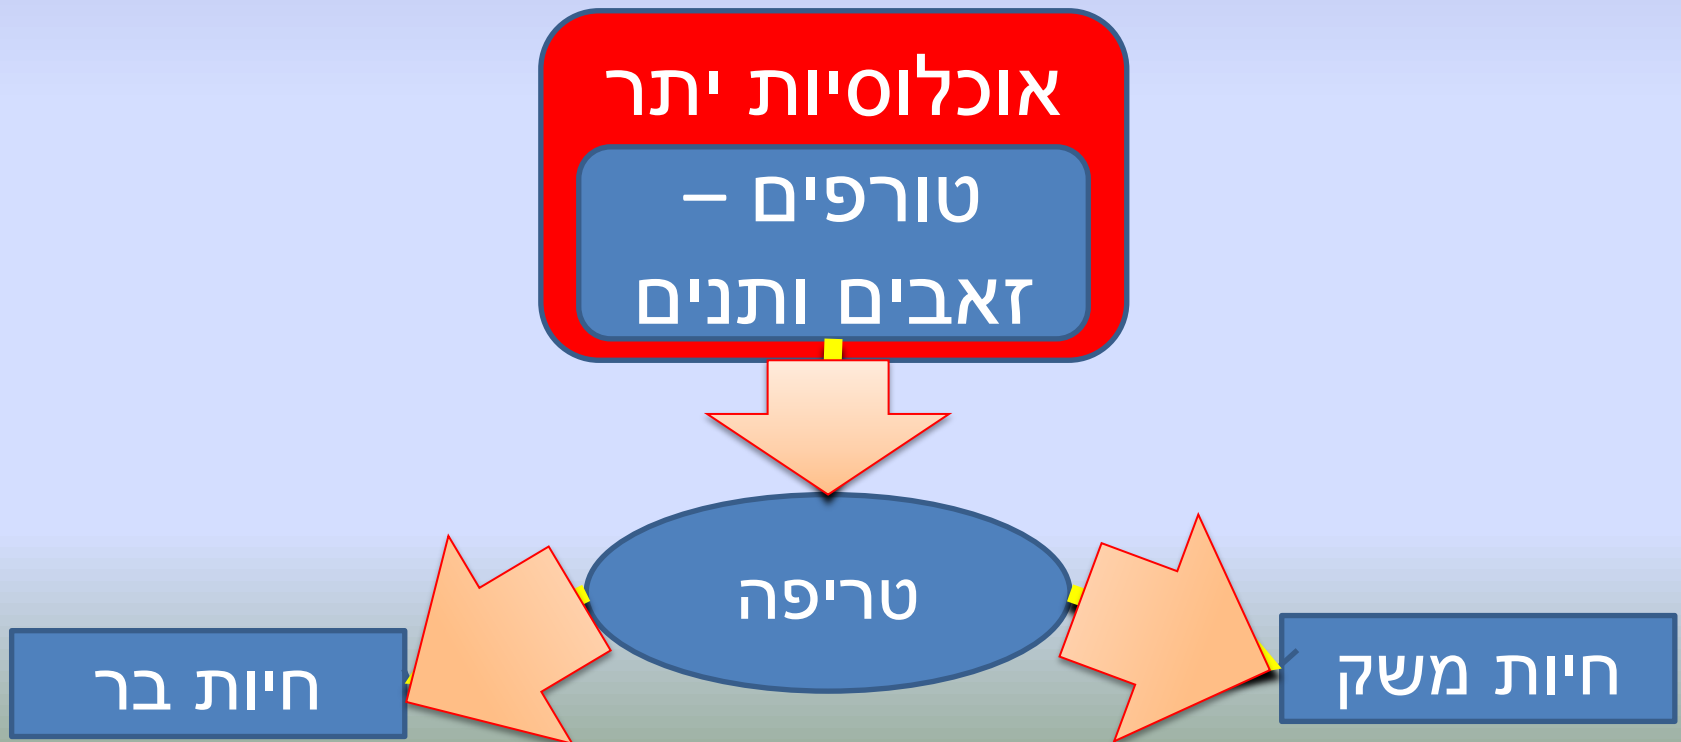 אוכלוסיות יתר
טורפים –
זאבים ותנים
טריפה
חיות משק
חיות בר